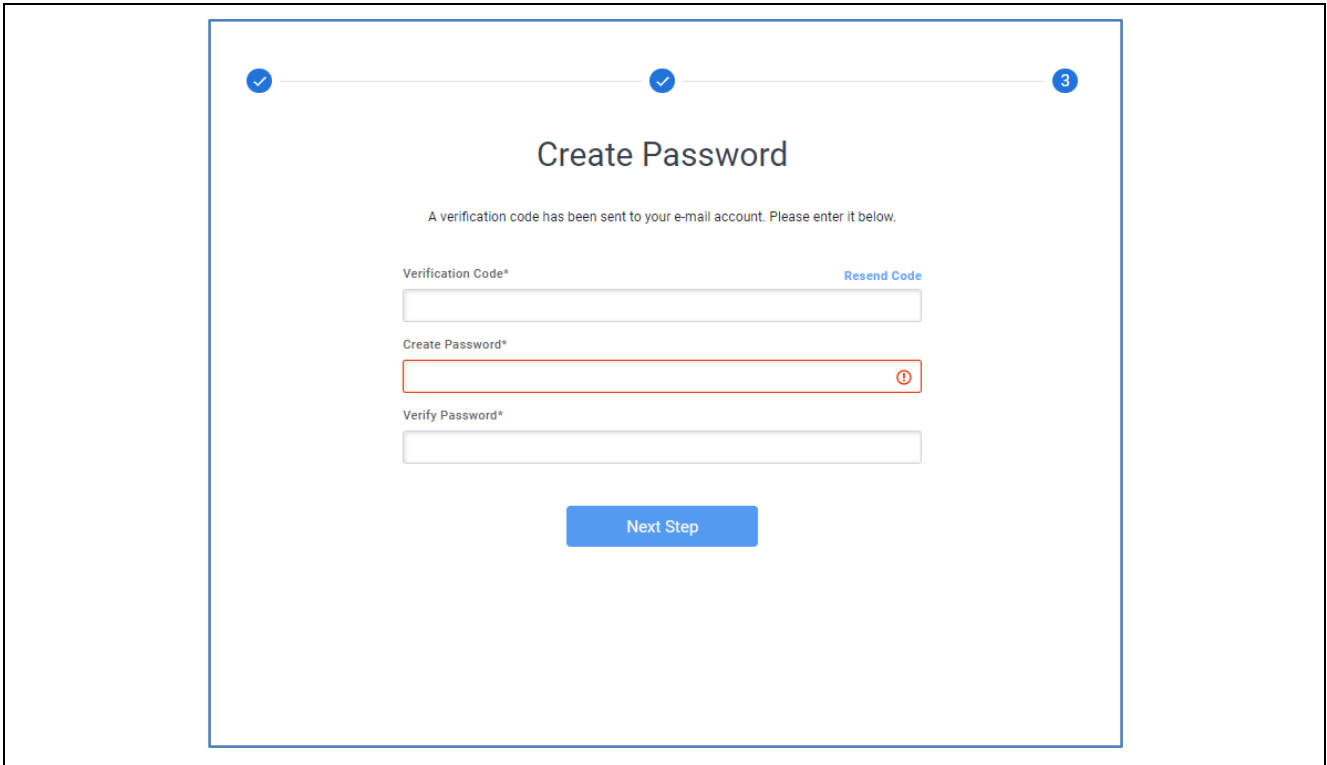 3
Create Password
A verification code has been sent to your e-mail account. Please enter it below.
Verification Code*
Resend Code
Create Password*
Verify Password*
Next Step